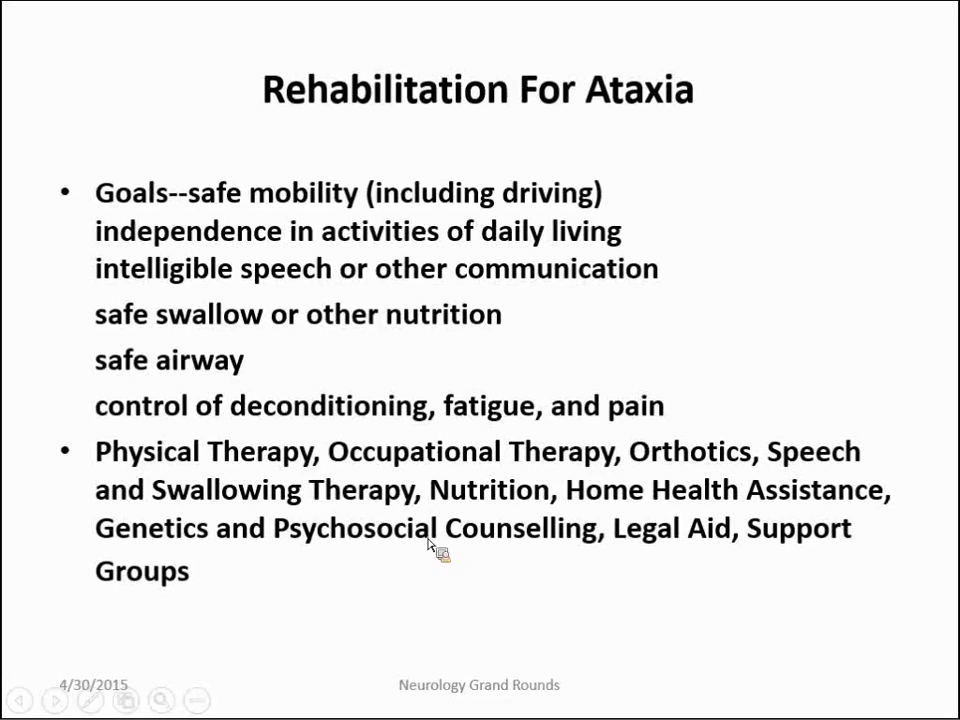 Rehabilitation For Ataxia
• Goals--safe mobility (including driving)
independence in activities of daily living
intelligible speech or other communication
safe swallow or other nutrition
safe airway
control of deconditioning, fatigue, and pain
• Physical Therapy, Occupational Therapy, Orthotics, Speech
and Swallowing Therapy, Nutrition, Home Health Assistance,
Genetics and Psychosocial Counselling, Legal Aid, Support
Groups
4/30/2015
Neurology Grand Rounds